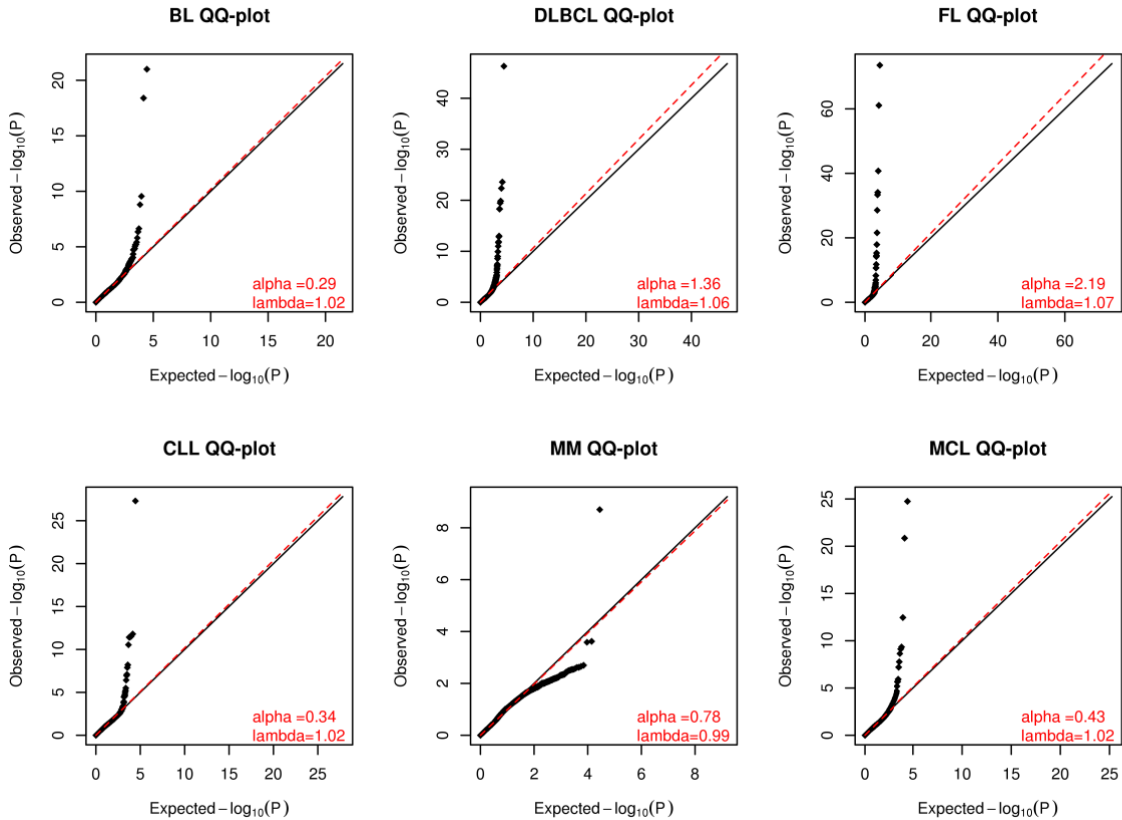 BL QQ-plot
Observed − log10(P)
20
15
10
5
0
alpha =0.29
lambda=1.02
0 5 10 15 20
Expected − log10(P)
DLBCL QQ-plot
Observed − log10(P)
40
30
20
10
0
alpha =1.36
lambda=1.06
0 10 20 30 40
Expected − log10(P)
FL QQ-plot
Observed − log10(P)
60
40
20
0
alpha =2.19
lambda=1.07
0 20 40 60
Expected − log10(P)
CLL QQ-plot
Observed − log10(P)
25
20
15
10
5
0
alpha =0.34
lambda=1.02
0 5 10 15 20 25
Expected − log10(P)
MM QQ-plot
Observed − log10(P)
8
6
4
2
0
alpha =0.78
lambda=0.99
0 2 4 6 8
Expected − log10(P)
MCL QQ-plot
Observed − log10(P)
25
20
15
10
5
0
alpha =0.43
lambda=1.02
0 5 10 15 20 25
Expected − log10(P)